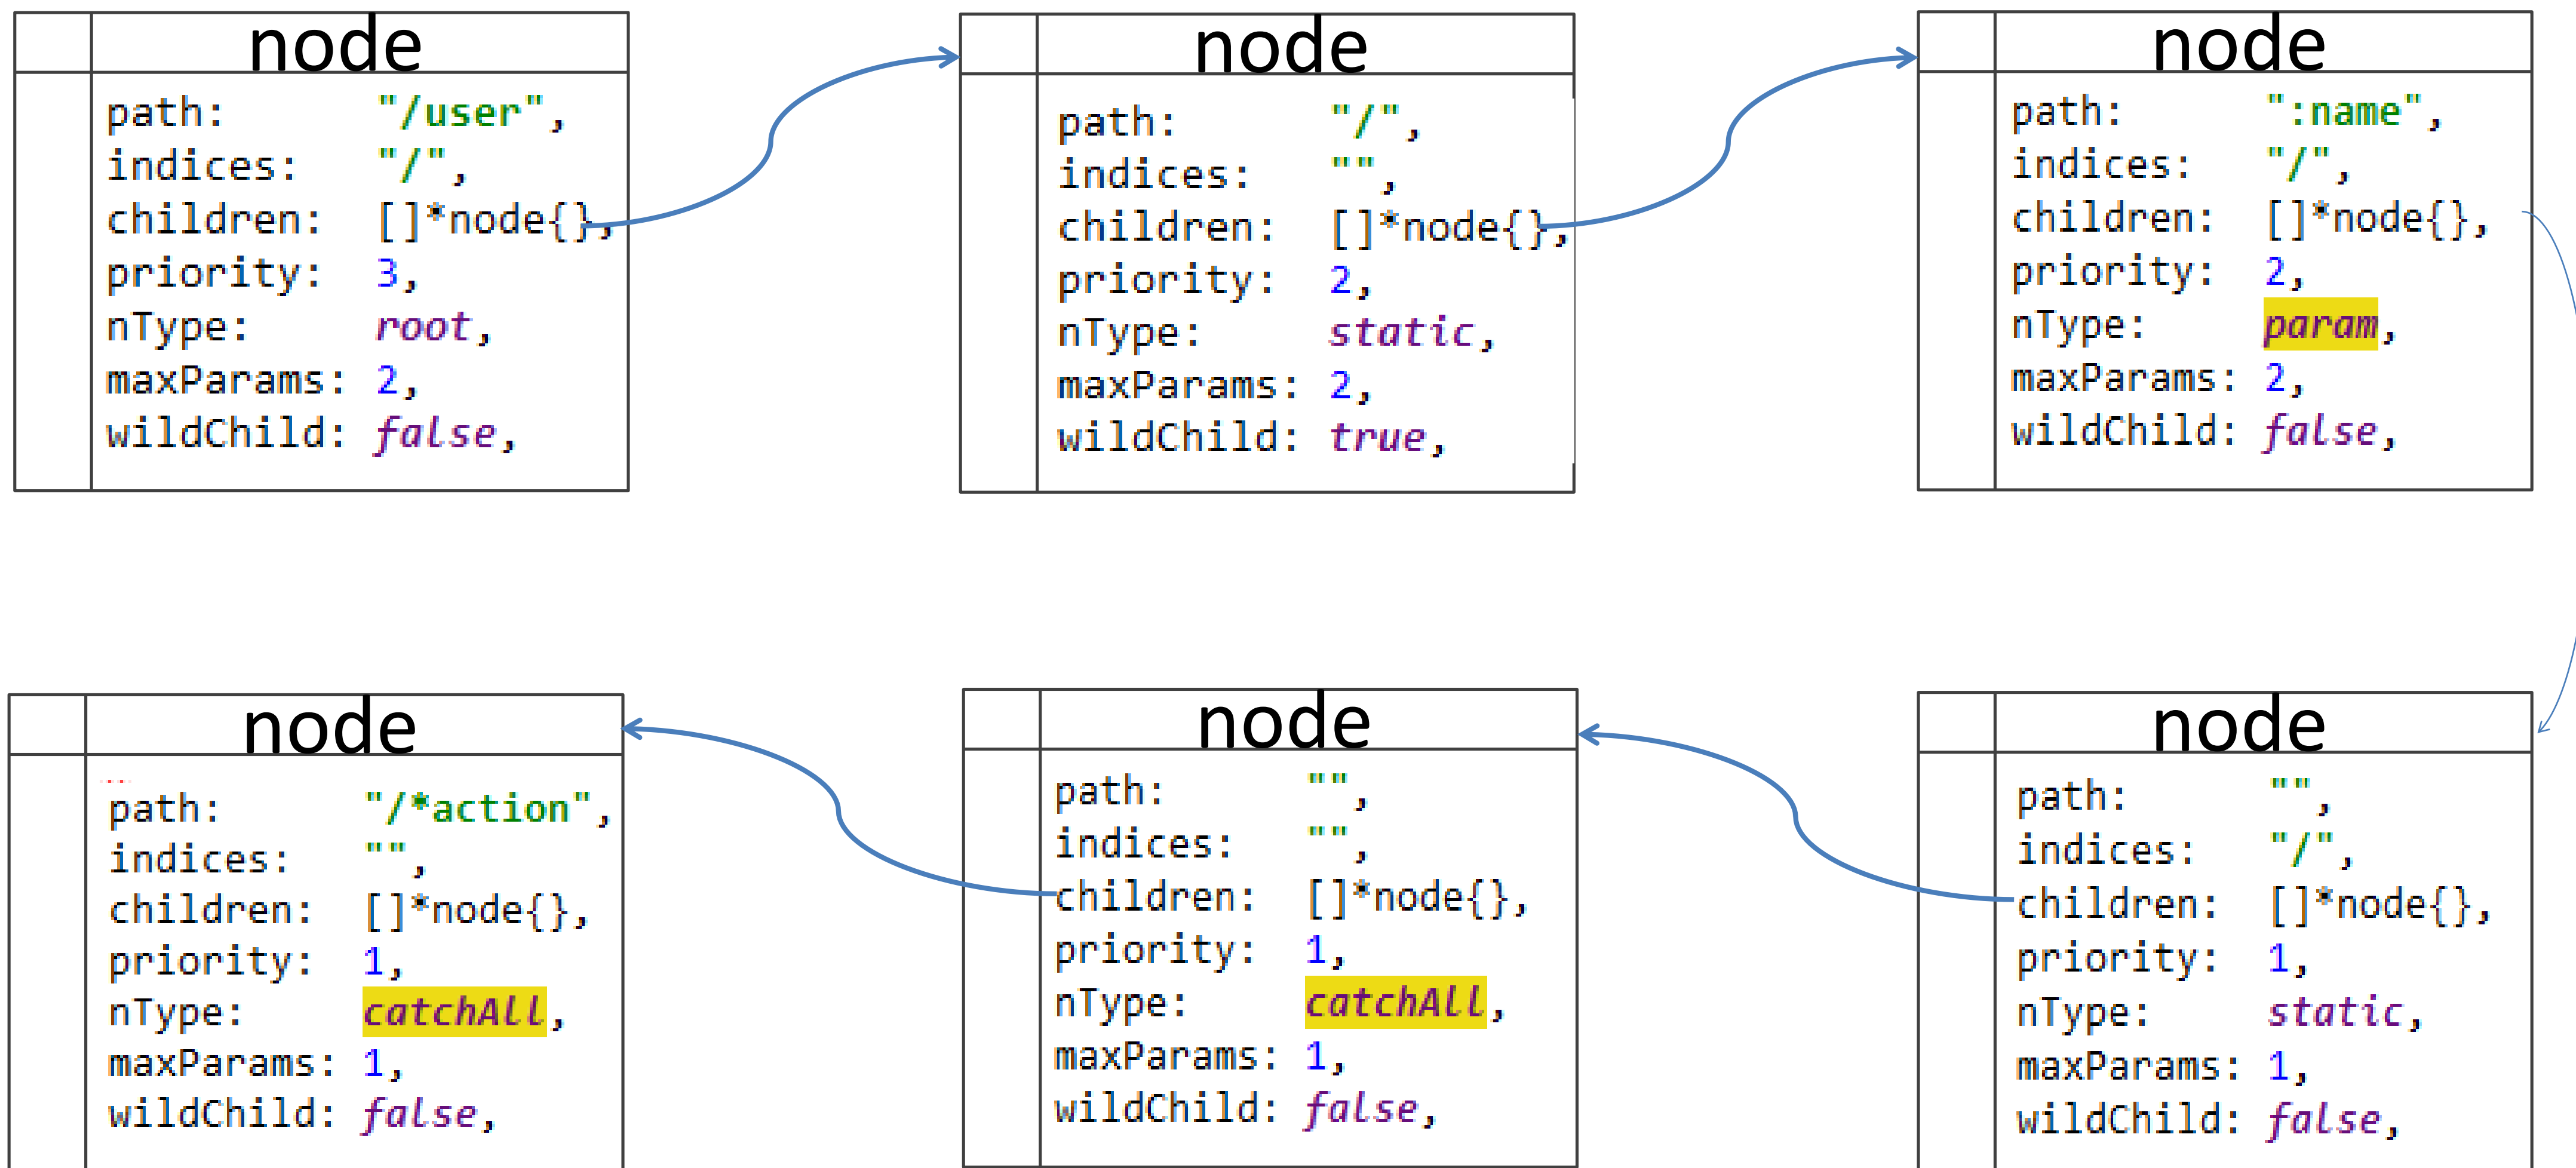 node
path: "/user",
indices: "/",
children: []*node{},
priority: 3,
nType: root,
maxParams: 2,
wildChild: false,
node
path: "/",
indices: "",
children: []*node{},
priority: 2,
nType: static,
maxParams: 2,
wildChild: true,
node
path: ":name",
indices: "/",
children: []*node{},
priority: 2,
nType: param,
maxParams: 2,
wildChild: false,
node
path: "/*action",
indices: "",
children: []*node{},
priority: 1,
nType: catchAll,
maxParams: 1,
wildChild: false,
node
path: "",
indices: "",
children: []*node{},
priority: 1,
nType: catchAll,
maxParams: 1,
wildChild: false,
node
path: "",
indices: "/",
children: []*node{},
priority: 1,
nType: static,
maxParams: 1,
wildChild: false,